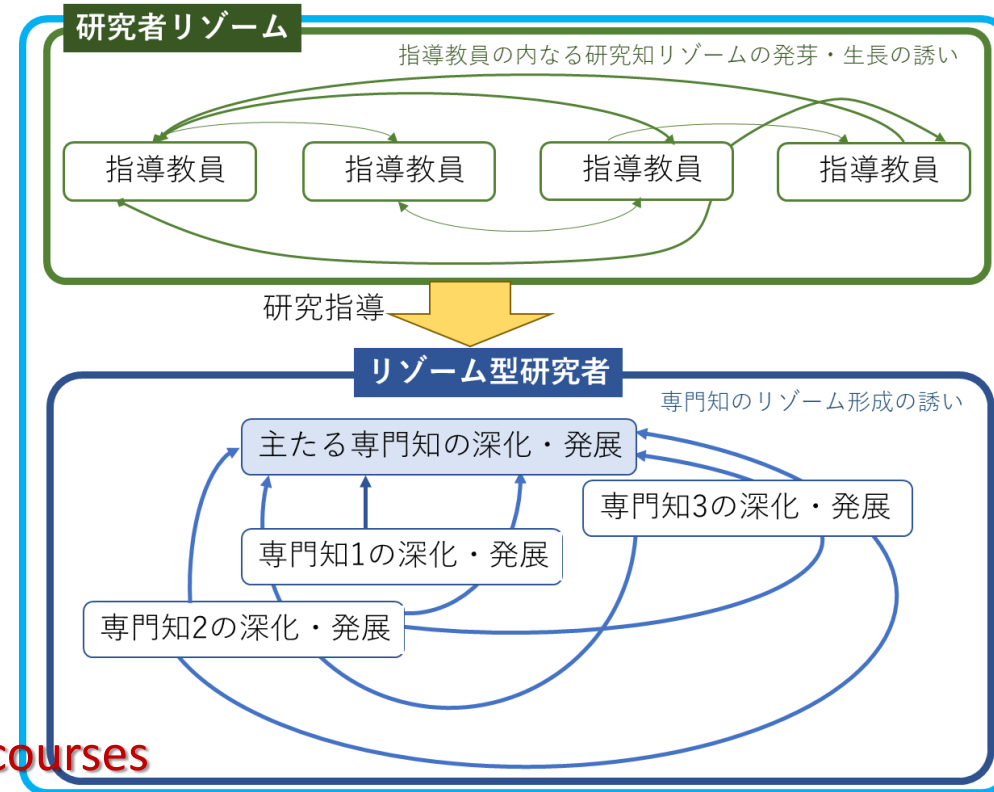 研究者リゾーム
指導教員の内なる研究知リゾームの発芽・生長の誘い
指導教員
指導教員
指導教員
指導教員
研究指導
リゾーム型研究者
専門知のリゾーム形成の誘い
主たる専門知の深化・発展
専門知3の深化・発展
専門知1の深化・発展
専門知2の深化・発展
courses